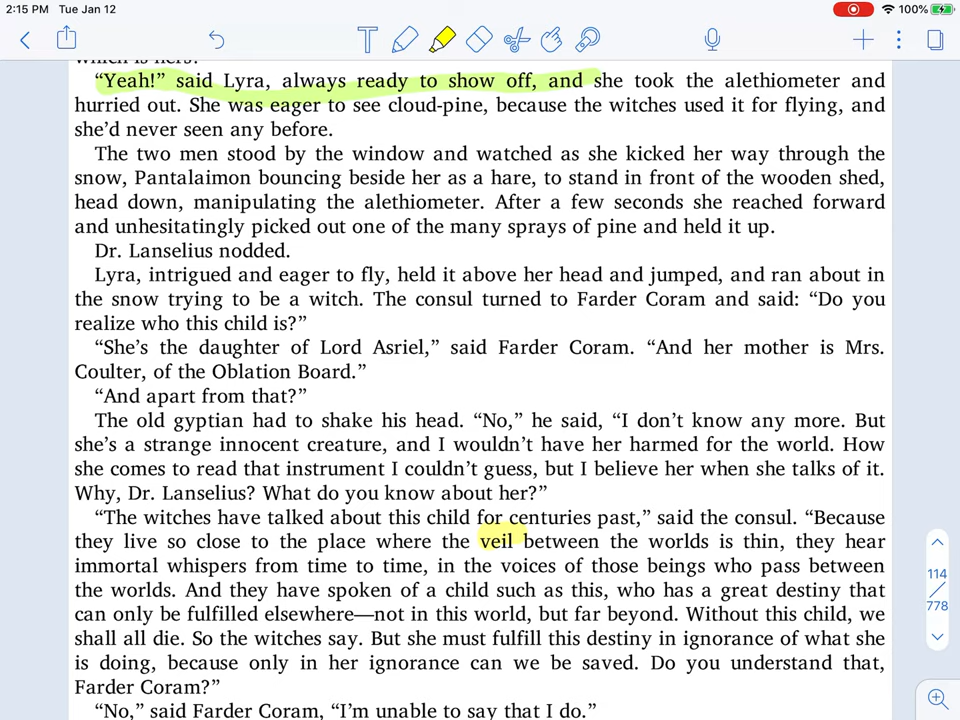 2:15 PM Tue Jan 12
100%
“Yeah!” said Lyra, always ready to show off, and she took the alethiometer and
hurried out. She was eager to see cloud-pine, because the witches used it for flying, and
she’d never seen any before.
The two men stood by the window and watched as she kicked her way through the
snow, Pantalaimon bouncing beside her as a hare, to stand in front of the wooden shed,
head down, manipulating the alethiometer. After a few seconds she reached forward
and unhesitatingly picked out one of the many sprays of pine and held it up.
Dr. Lanselius nodded.
Lyra, intrigued and eager to fly, held it above her head and jumped, and ran about in
the snow trying to be a witch. The consul turned to Farder Coram and said: “Do you
realize who this child is?”
“She’s the daughter of Lord Asriel,” said Farder Coram. “And her mother is Mrs.
Coulter, of the Oblation Board.”
“And apart from that?”
The old gyptian had to shake his head. “No,” he said, “I don’t know any more. But
she’s a strange innocent creature, and I wouldn’t have her harmed for the world. How
she comes to read that instrument I couldn’t guess, but I believe her when she talks of it.
Why, Dr. Lanselius? What do you know about her?”
“The witches have talked about this child for centuries past,” said the consul. “Because
they live so close to the place where the veil between the worlds is thin, they hear
immortal whispers from time to time, in the voices of those beings who pass between
the worlds. And they have spoken of a child such as this, who has a great destiny that
can only be fulfilled elsewhere—not in this world, but far beyond. Without this child, we
shall all die. So the witches say. But she must fulfill this destiny in ignorance of what she
is doing, because only in her ignorance can we be saved. Do you understand that,
Farder Coram?”
“No,” said Farder Coram, “I’m unable to say that I do.”
114
/
778